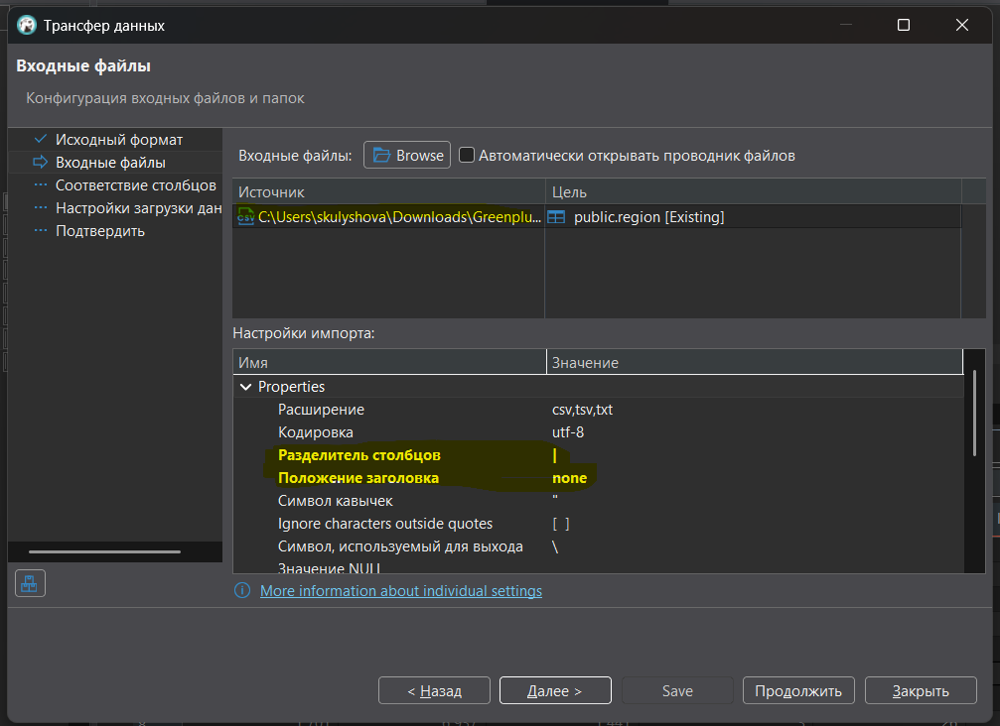 Трансфер данных
Входные файлы
Конфигурация входных файлов и папок
Исходный формат
Входные файлы
Соответствие столбцов
Настройки загрузки дан
Подтвердить
Входные файлы: Browse Автоматически открывать проводник файлов
Источник Цель
C:\Users\skulyshova\Downloads\Greenplu... public.region [Existing]
Настройки импорта:
Имя Значение
Properties
Расширение csv,tsv,txt
Кодировка utf-8
Разделитель столбцов |
Положение заголовка none
Символ кавычек "
Ignore characters outside quotes [ ]
Символ, используемый для выхода \
Значение NULL
More information about individual settings
< Назад Далее > Save Продолжить Закрыть